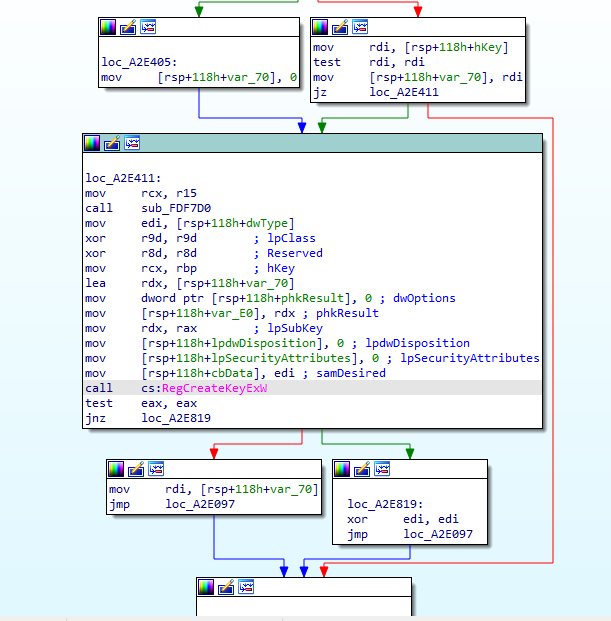 loc_A2E405:
mov [rsp+118h+var_70], 0
mov rdi, [rsp+118h+hKey]
test rdi, rdi
mov [rsp+118h+var_70], rdi
jz loc_A2E411
loc_A2E411:
mov rcx, r15
call sub_FDF7D0
mov edi, [rsp+118h+dwType]
xor r9d, r9d ; lpClass
xor r8d, r8d ; Reserved
mov rcx, rbp ; hKey
lea rdx, [rsp+118h+var_70]
mov dword ptr [rsp+118h+phkResult], 0 ; dwOptions
mov [rsp+118h+var_E0], rdx ; phkResult
mov rdx, rax ; lpSubKey
mov [rsp+118h+lpdwDisposition], 0 ; lpdwDisposition
mov [rsp+118h+lpSecurityAttributes], 0 ; lpSecurityAttributes
mov [rsp+118h+cbData], edi ; samDesired
call cs:RegCreateKeyExW
test eax, eax
jnz loc_A2E819
mov rdi, [rsp+118h+var_70]
jmp loc_A2E097
loc_A2E819:
xor edi, edi
jmp loc_A2E097